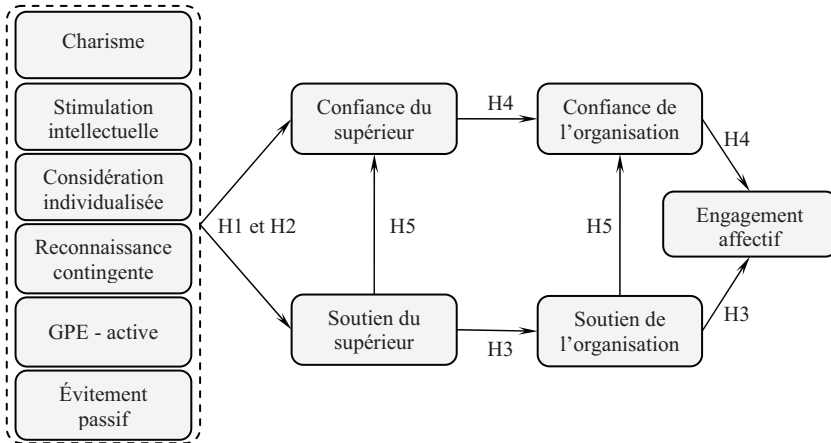 Charisme
Stimulation
intellectuelle
Considération
individualisée
Reconnaissance
contingente
GPE - active
Évitement
passif
H1 et H2
Confiance du
supérieur
H4
Confiance de
l’organisation
H4
H5
H5
Engagement
affectif
Soutien du
supérieur
H3
Soutien de
l’organisation
H3